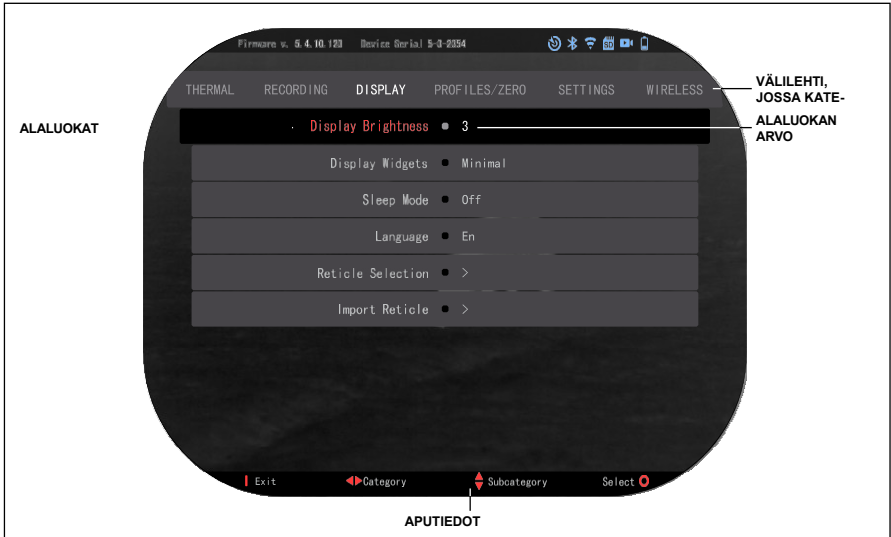 Firmware v. 5.4.10.123 Device Serial 5-0-2354
THERMAL RECORDING DISPLAY PROFILES/ZERO SETTINGS WIRELESS
VÄLILEHTI,
JOSSA KATE-
ALALUOKAT
Display Brightness 3
ALALUOKAN
ARVO
Display Widgets Minimal
Sleep Mode Off
Language En
Reticle Selection >
Import Reticle >
Exit Category Subcategory Select
APUTIEDOT